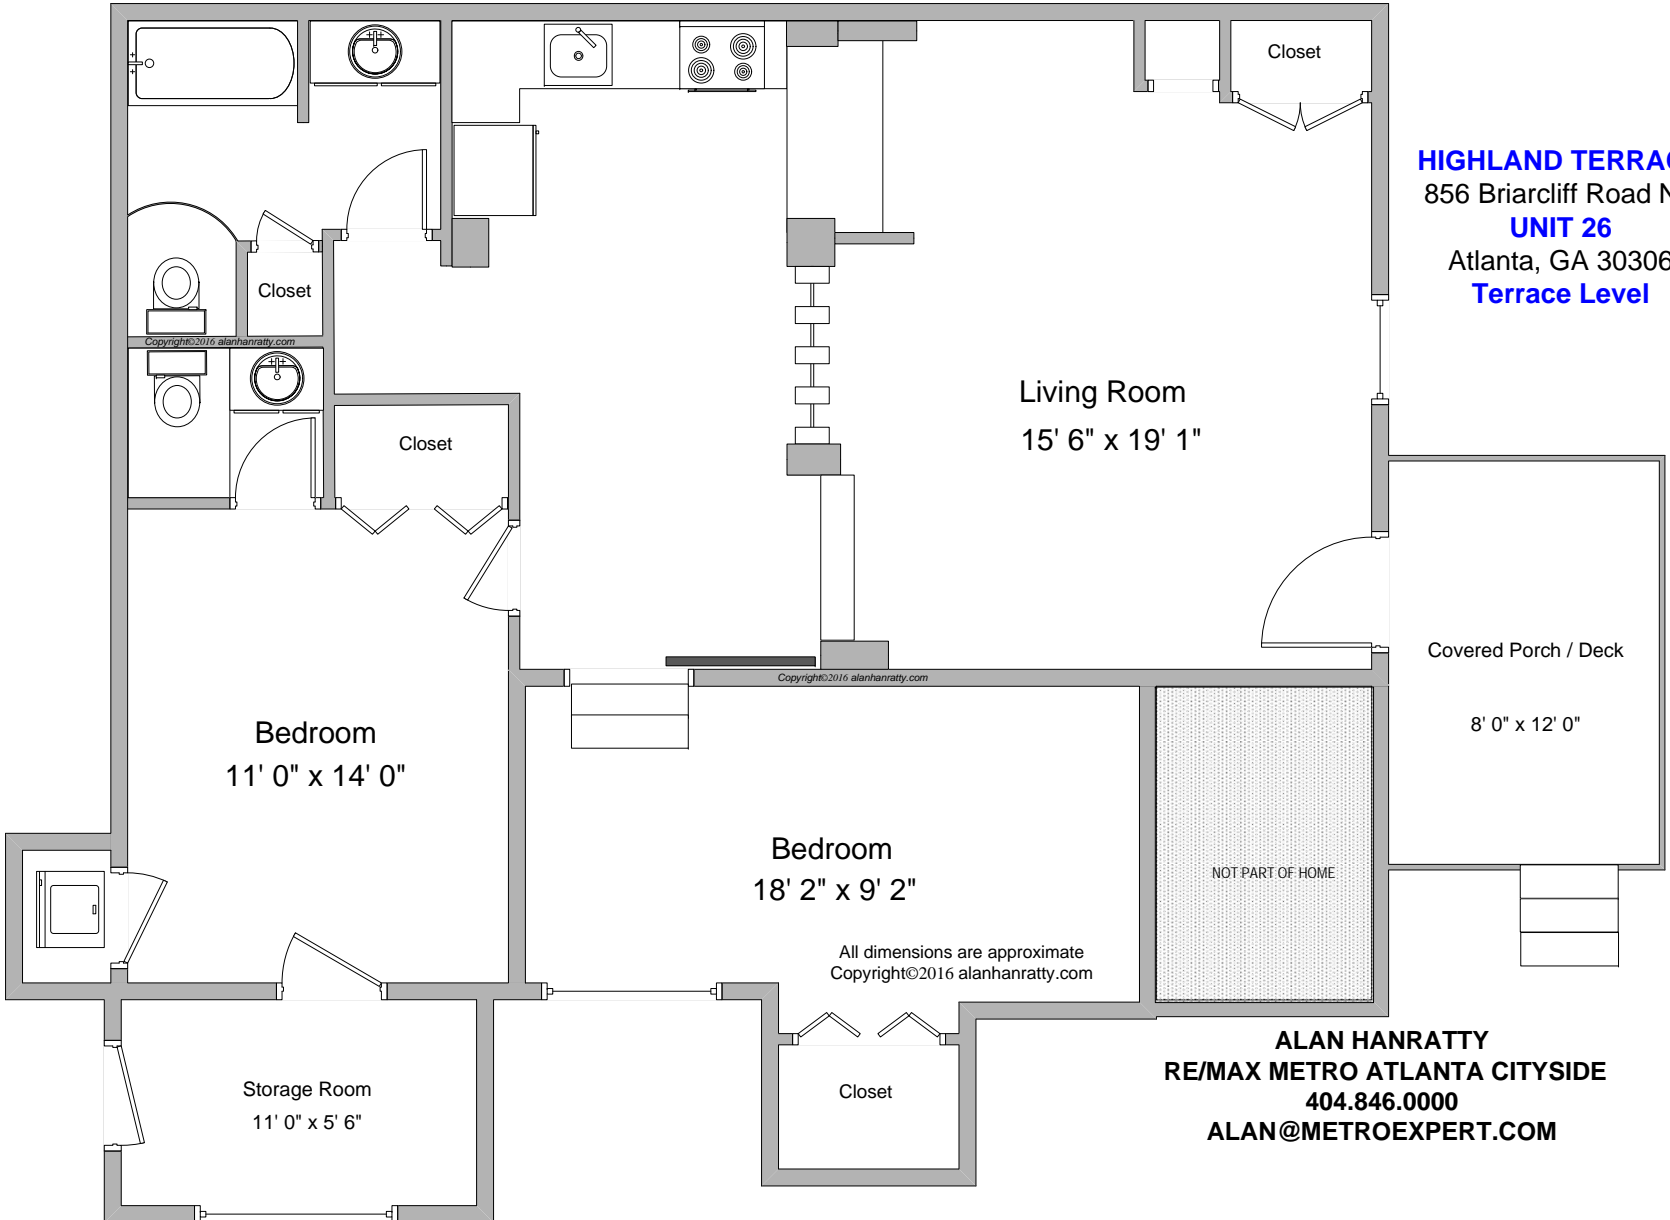 Closet
HIGHLAND TERRAC
856 Briarcliff Road N
UNIT 26
Atlanta, GA 30306
Terrace Level
Closet
Copyright©2016 alanhanratty.com
Living Room
15' 6" x 19' 1"
Closet
Covered Porch / Deck
8' 0" x 12' 0"
Copyright©2016 alanhanratty.com
Bedroom
11' 0" x 14' 0"
Bedroom
18' 2" x 9' 2"
NOT PART OF HOME
All dimensions are approximate
Copyright©2016 alanhanratty.com
Storage Room
11' 0" x 5' 6"
Closet
ALAN HANRATTY
RE/MAX METRO ATLANTA CITYSIDE
404.846.0000
ALAN@METROEXPERT.COM